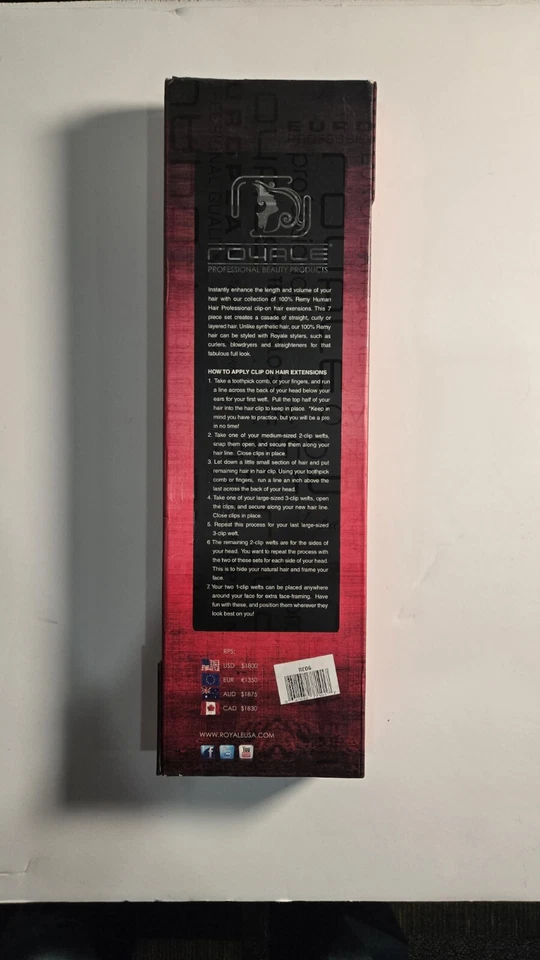 ROYALE
PROFESSIONAL BEAUTY PRODUCTS
Instantly enhance the length and volume of your
hair with our collection of 100% Remy Human
Hair Professional clip-on hair exensions. This 7
piece set creates a casade of straight, curly or
layered hair. Unlike synthetic hair, our 100% Remy
hair can be styled with Royale stylers, such as
curlers, blowdryers and straighteners for that
fabulous full look.
HOW TO APPLY CLIP ON HAIR EXTENSIONS
1. Take a toothpick comb, or your fingers, and run
a line across the back of your head below your
ears for your first weft. Pull the top half of your
hair into the hair clip to keep in place. *Keep in
mind you have to practice, but you will be a pro
in no time!
2. Take one of your medium-sized 2-clip wefts,
snap them open, and secure them along your
hair line. Close clips in place.
3. Let down a little small section of hair and put
remaining hair in hair clip. Using your toothpick
comb or fingers, run a line an inch above the
last across the back of your head.
4. Take one of your large-sized 3-clip wefts, open
the clips, and secure along your new hair line.
Close clips in place.
5. Repeat this process for your last large-sized
3-clip weft.
6 The remaining 2-clip wefts are for the sides of
your head. You want to repeat the process with
the two of these sets for each side of your head.
This is to hide your natural hair and frame your
face.
7. Your two 1-clip wefts can be placed anywhere
around your face for extra face-framing. Have
fun with these, and position them wherever they
look best on you!
RPS:
USD $1800
EUR €1350
AUD $1875
CAD $1830
WWW.ROYALEUSA.COM